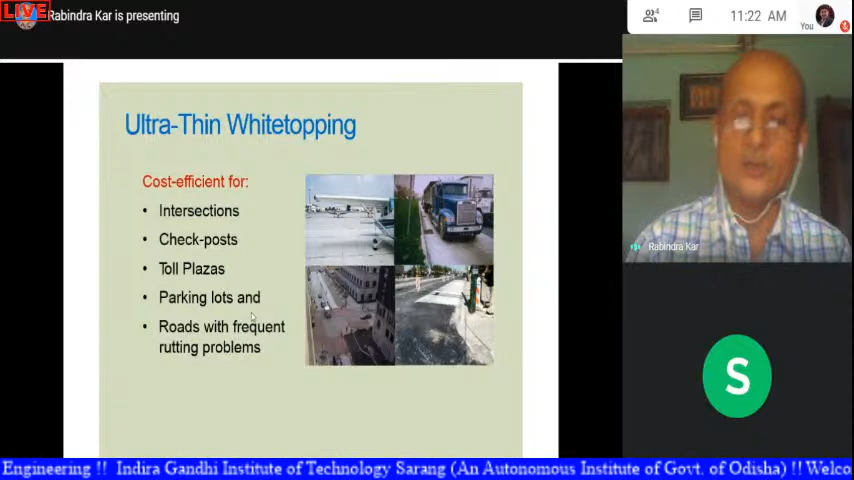 LIVE
Rabindra Kar is presenting
4
11:22 AM
You
Ultra-Thin Whitetopping
Cost-efficient for:
• Intersections
• Check-posts
• Toll Plazas
• Parking lots and
• Roads with frequent
rutting problems
Rabindra Kar
S
Engineering !! Indira Gandhi Institute of Technology Sarang (An Autonomous Institute of Govt. of Odisha) !! Welco